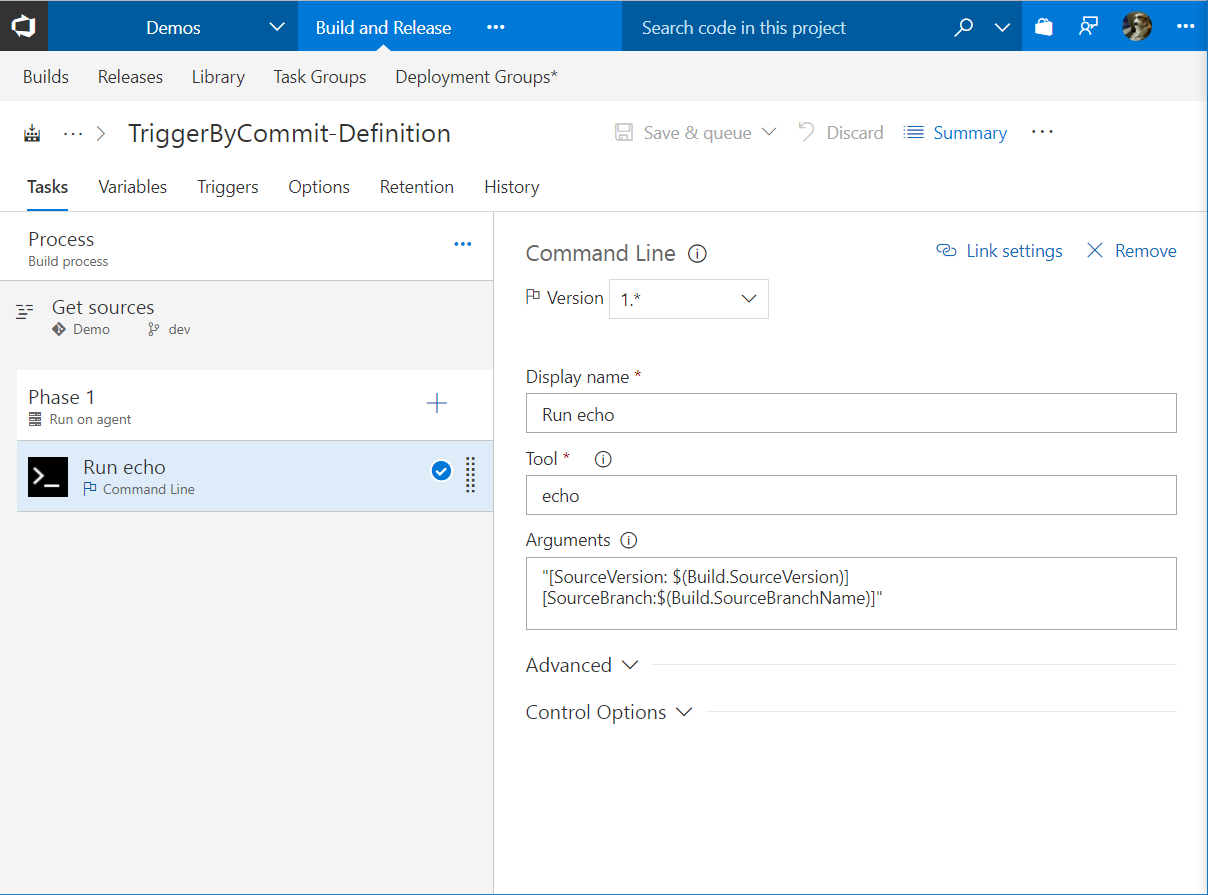 Demos Build and Release ··· Search code in this project ···
Builds Releases Library Task Groups Deployment Groups*
··· > TriggerByCommit-Definition Save & queue Discard Summary ···
Tasks Variables Triggers Options Retention History
Process ···
Build process
Get sources
Demo dev
Phase 1
Run on agent
Run echo
Command Line
Command Line
Link settings Remove
Version 1.*
Display name *
Run echo
Tool *
echo
Arguments
"[SourceVersion: $(Build.SourceVersion)]
[SourceBranch:$(Build.SourceBranchName)]"
Advanced
Control Options